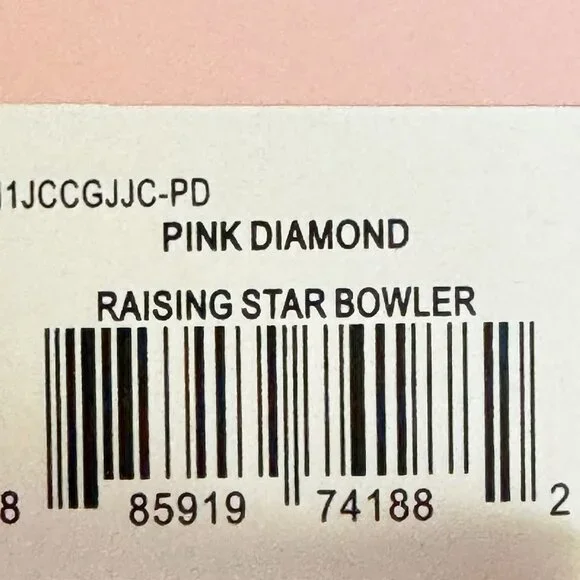 1JCCGJJC-PD
PINK DIAMOND
RAISING STAR BOWLER
8 85919 74188 2